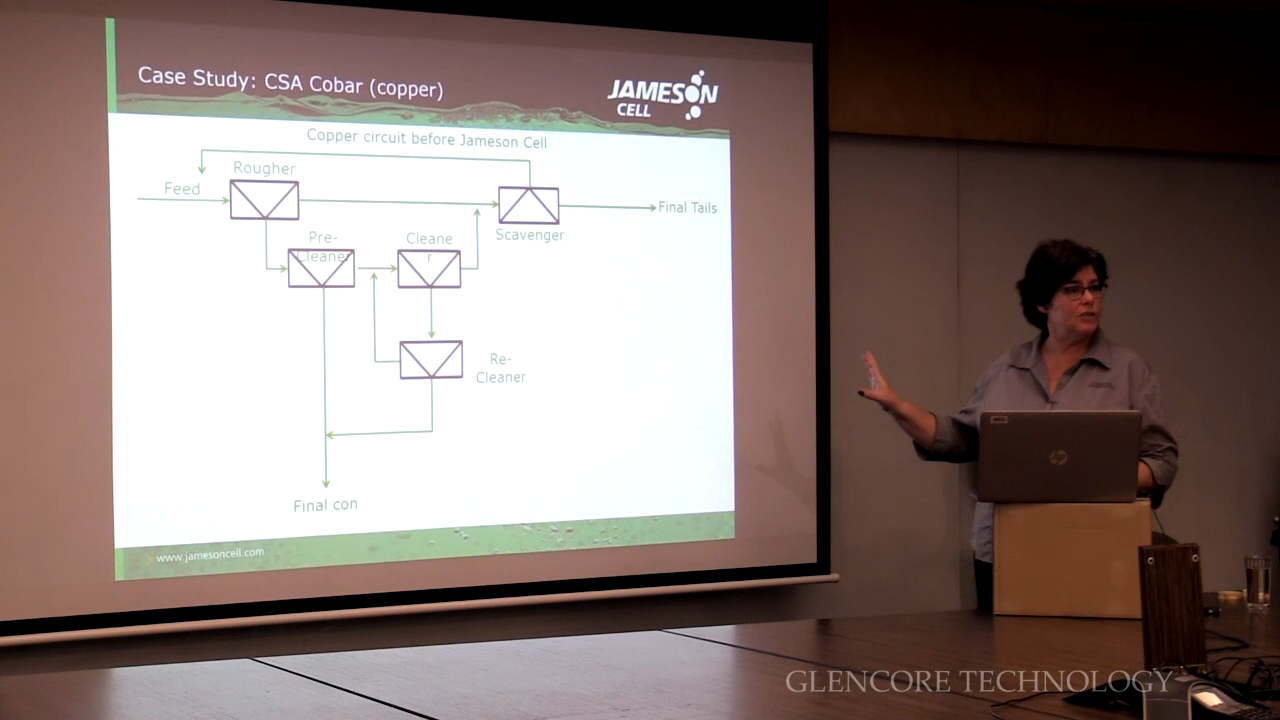 Case Study: CSA Cobar (copper)
JAMESON
CELL
Copper circuit before Jameson Cell
Rougher
Feed
Final Tails
Scavenger
Pre-
Cleaner
Cleane
r
Re-
Cleaner
Final con
www.jamesoncell.com
hp
GLENCORE TECHNOLOGY